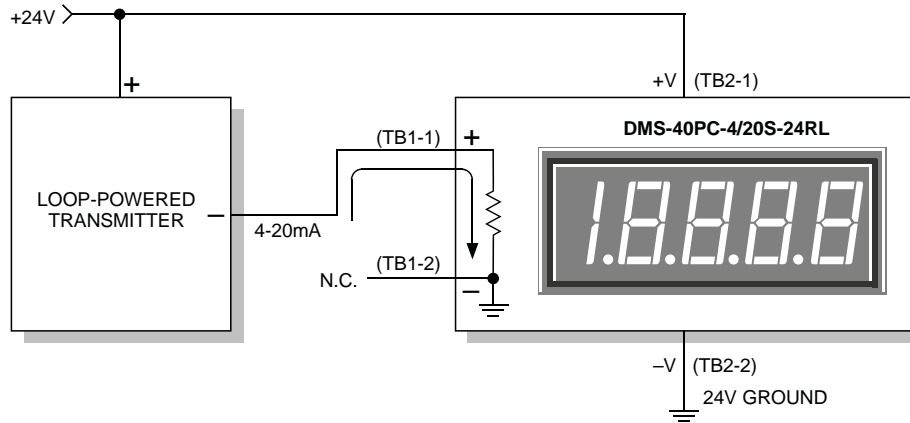 +24V
+
+V (TB2-1)
DMS-40PC-4/20S-24RL
(TB1-1) +
LOOP-POWERED
TRANSMITTER
–
4-20mA
1.8.8.8.8
(TB1-2)
N.C.
–
–V (TB2-2)
24V GROUND